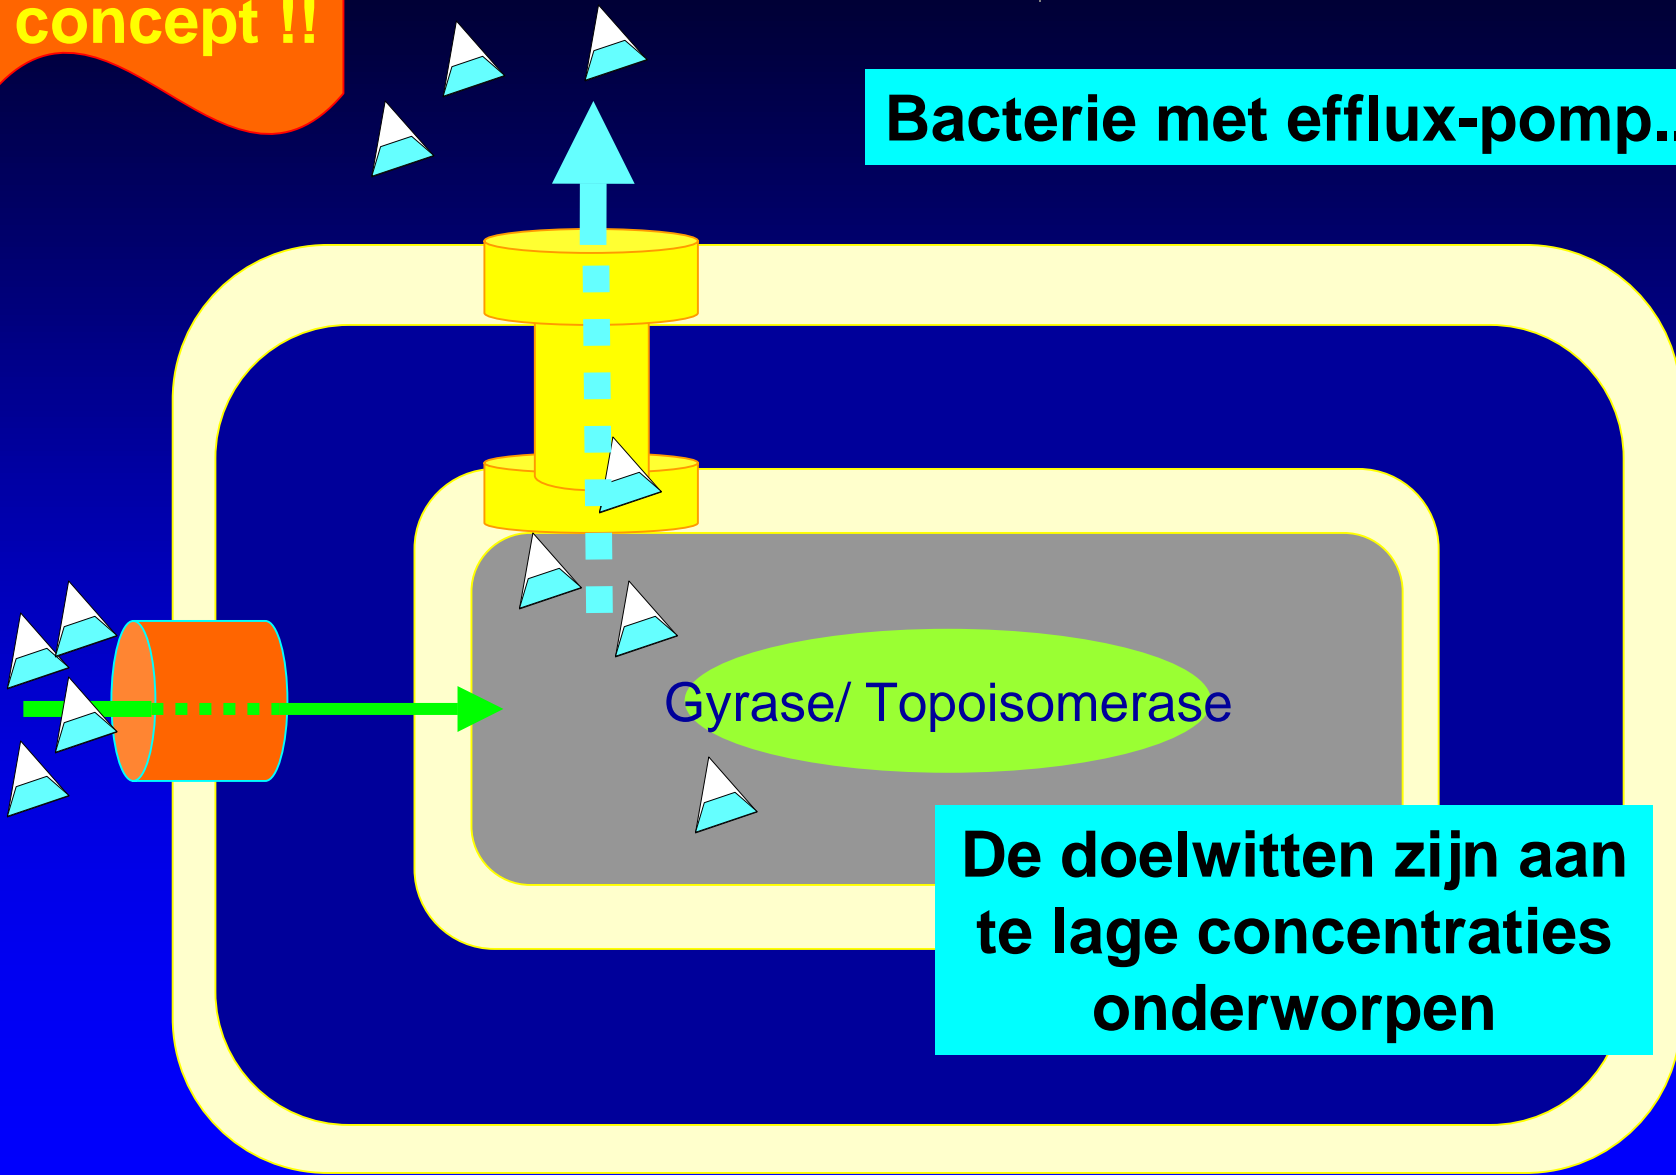 concept !!
Bacterie met efflux-pomp..
Gyrase/ Topoisomerase
De doelwitten zijn aan
te lage concentraties
onderworpen